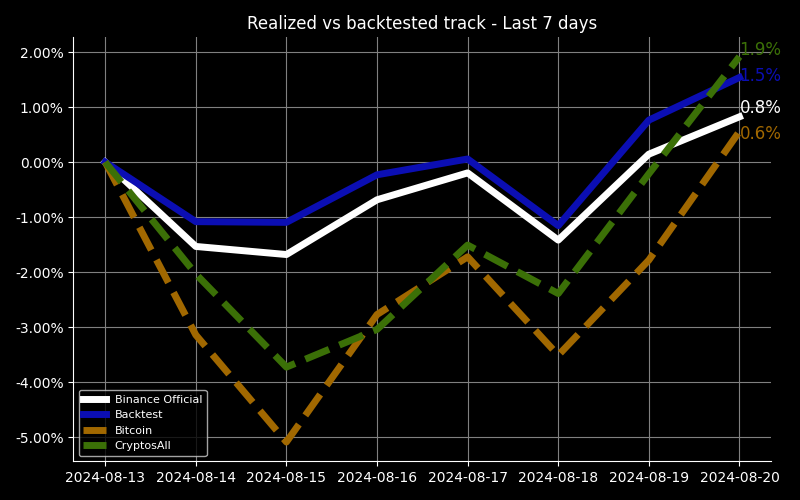 Realized vs backtested track - Last 7 days
2.00%
1.00%
0.00%
-1.00%
-2.00%
-3.00%
-4.00%
-5.00%
1.9%
1.5%
0.8%
0.6%
Binance Official
Backtest
Bitcoin
CryptosAll
2024-08-13 2024-08-14 2024-08-15 2024-08-16 2024-08-17 2024-08-18 2024-08-19 2024-08-20